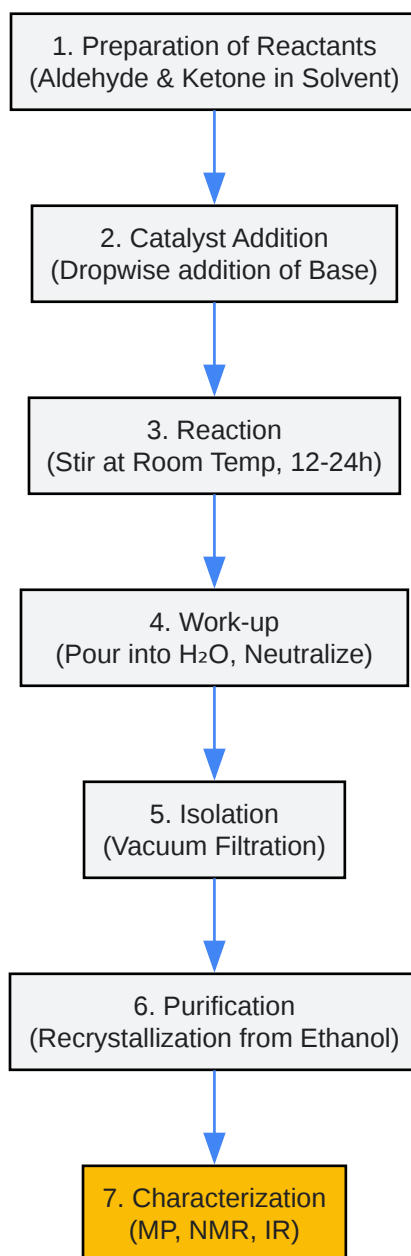 1. Preparation of Reactants
(Aldehyde & Ketone in Solvent)
2. Catalyst Addition
(Dropwise addition of Base)
3. Reaction
(Stir at Room Temp, 12-24h)
4. Work-up
(Pour into H₂O, Neutralize)
5. Isolation
(Vacuum Filtration)
6. Purification
(Recrystallization from Ethanol)
7. Characterization
(MP, NMR, IR)